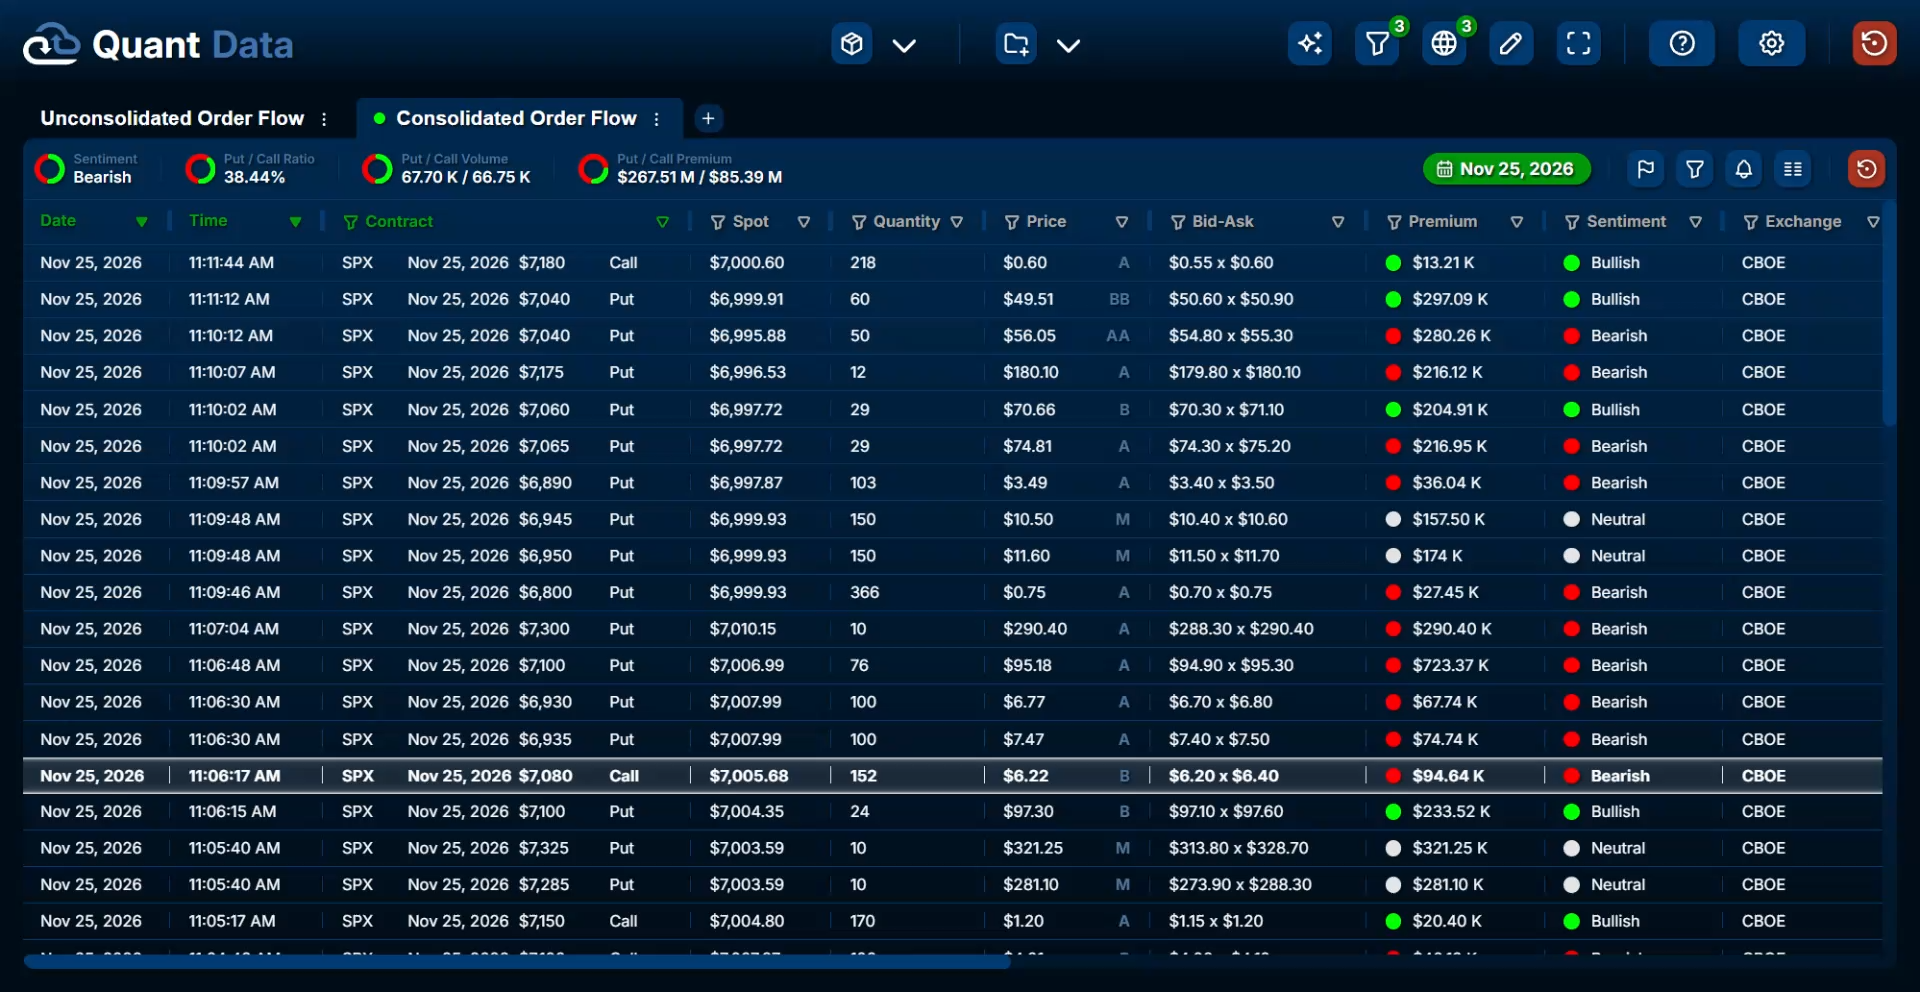 Quant Data
3
3
Unconsolidated Order Flow
Consolidated Order Flow
Sentiment
Bearish
Put / Call Ratio
38.44%
Put / Call Volume
67.70 K / 66.75 K
Put / Call Premium
$267.51 M / $85.39 M
Nov 25, 2026
Date Time Contract Spot Quantity Price Bid-Ask Premium Sentiment Exchange
Nov 25, 2026 11:11:44 AM SPX Nov 25, 2026 $7,180 Call $7,000.60 218 $0.60 A $0.55 x $0.60 $13.21 K Bullish CBOE
Nov 25, 2026 11:11:12 AM SPX Nov 25, 2026 $7,040 Put $6,999.91 60 $49.51 BB $50.60 x $50.90 $297.09 K Bullish CBOE
Nov 25, 2026 11:10:12 AM SPX Nov 25, 2026 $7,040 Put $6,995.88 50 $56.05 AA $54.80 x $55.30 $280.26 K Bearish CBOE
Nov 25, 2026 11:10:07 AM SPX Nov 25, 2026 $7,175 Put $6,996.53 12 $180.10 A $179.80 x $180.10 $216.12 K Bearish CBOE
Nov 25, 2026 11:10:02 AM SPX Nov 25, 2026 $7,060 Put $6,997.72 29 $70.66 B $70.30 x $71.10 $204.91 K Bullish CBOE
Nov 25, 2026 11:10:02 AM SPX Nov 25, 2026 $7,065 Put $6,997.72 29 $74.81 A $74.30 x $75.20 $216.95 K Bearish CBOE
Nov 25, 2026 11:09:57 AM SPX Nov 25, 2026 $6,890 Put $6,997.87 103 $3.49 A $3.40 x $3.50 $36.04 K Bearish CBOE
Nov 25, 2026 11:09:48 AM SPX Nov 25, 2026 $6,945 Put $6,999.93 150 $10.50 M $10.40 x $10.60 $157.50 K Neutral CBOE
Nov 25, 2026 11:09:48 AM SPX Nov 25, 2026 $6,950 Put $6,999.93 150 $11.60 M $11.50 x $11.70 $174 K Neutral CBOE
Nov 25, 2026 11:09:46 AM SPX Nov 25, 2026 $6,800 Put $6,999.93 366 $0.75 A $0.70 x $0.75 $27.45 K Bearish CBOE
Nov 25, 2026 11:07:04 AM SPX Nov 25, 2026 $7,300 Put $7,010.15 10 $290.40 A $288.30 x $290.40 $290.40 K Bearish CBOE
Nov 25, 2026 11:06:48 AM SPX Nov 25, 2026 $7,100 Put $7,006.99 76 $95.18 A $94.90 x $95.30 $723.37 K Bearish CBOE
Nov 25, 2026 11:06:30 AM SPX Nov 25, 2026 $6,930 Put $7,007.99 100 $6.77 A $6.70 x $6.80 $67.74 K Bearish CBOE
Nov 25, 2026 11:06:30 AM SPX Nov 25, 2026 $6,935 Put $7,007.99 100 $7.47 A $7.40 x $7.50 $74.74 K Bearish CBOE
Nov 25, 2026 11:06:17 AM SPX Nov 25, 2026 $7,080 Call $7,005.68 152 $6.22 B $6.20 x $6.40 $94.64 K Bearish CBOE
Nov 25, 2026 11:06:15 AM SPX Nov 25, 2026 $7,100 Put $7,004.35 24 $97.30 B $97.10 x $97.60 $233.52 K Bullish CBOE
Nov 25, 2026 11:05:40 AM SPX Nov 25, 2026 $7,325 Put $7,003.59 10 $321.25 M $313.80 x $328.70 $321.25 K Neutral CBOE
Nov 25, 2026 11:05:40 AM SPX Nov 25, 2026 $7,285 Put $7,003.59 10 $281.10 M $273.90 x $288.30 $281.10 K Neutral CBOE
Nov 25, 2026 11:05:17 AM SPX Nov 25, 2026 $7,150 Call $7,004.80 170 $1.20 A $1.15 x $1.20 $20.40 K Bullish CBOE